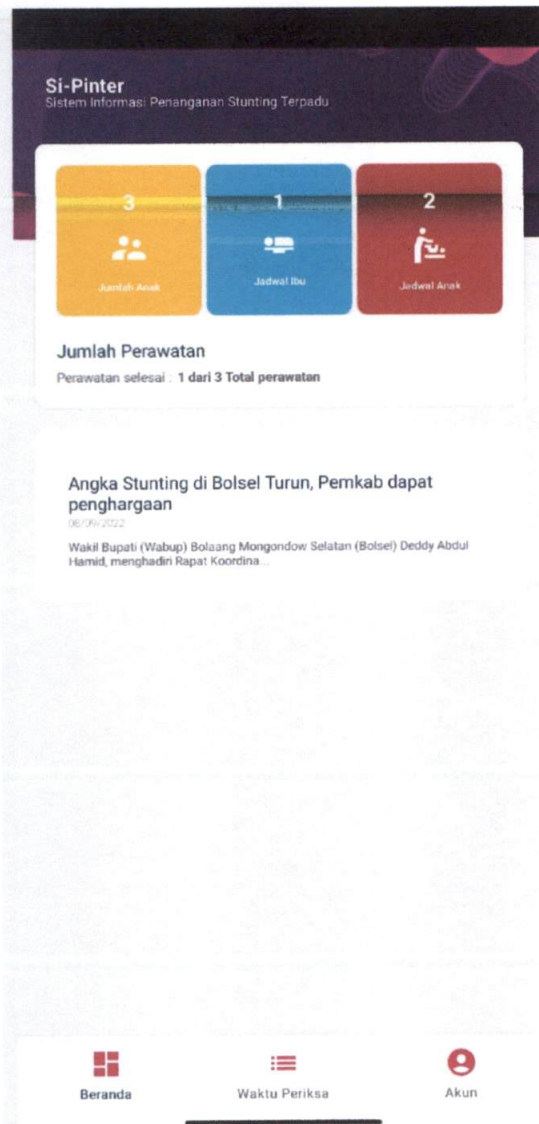 Si-Pinter
Sistem Informasi Penanganan Stunting Terpadu
3
Jumlah Anak
1
Jadwal Ibu
2
Jadwal Anak
Jumlah Perawatan
Perawatan selesai : 1 dari 3 Total perawatan
Angka Stunting di Bolsel Turun, Pemkab dapat
penghargaan
08/09/2022
Wakil Bupati (Wabup) Bolaang Mongondow Selatan (Bolsel) Deddy Abdul
Hamid, menghadiri Rapat Koordina...
Beranda
Waktu Periksa
Akun